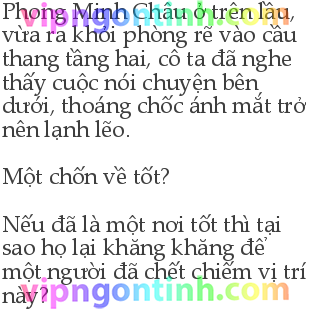 Phong Minh Châu ở trên lầu,
vipngontinh.com
vừa ra khỏi phòng rẽ vào cầu
thang tầng hai, cô ta đã nghe
thấy cuộc nói chuyện bên
dưới, thoáng chốc ánh mắt trở
nên lạnh lẽo.
Một chốn về tốt?
Nếu đã là một nơi tốt thì tại
sao họ lại khăng khăng để
một người đã chết chiếm vị trí
này?
vipngontinh.com